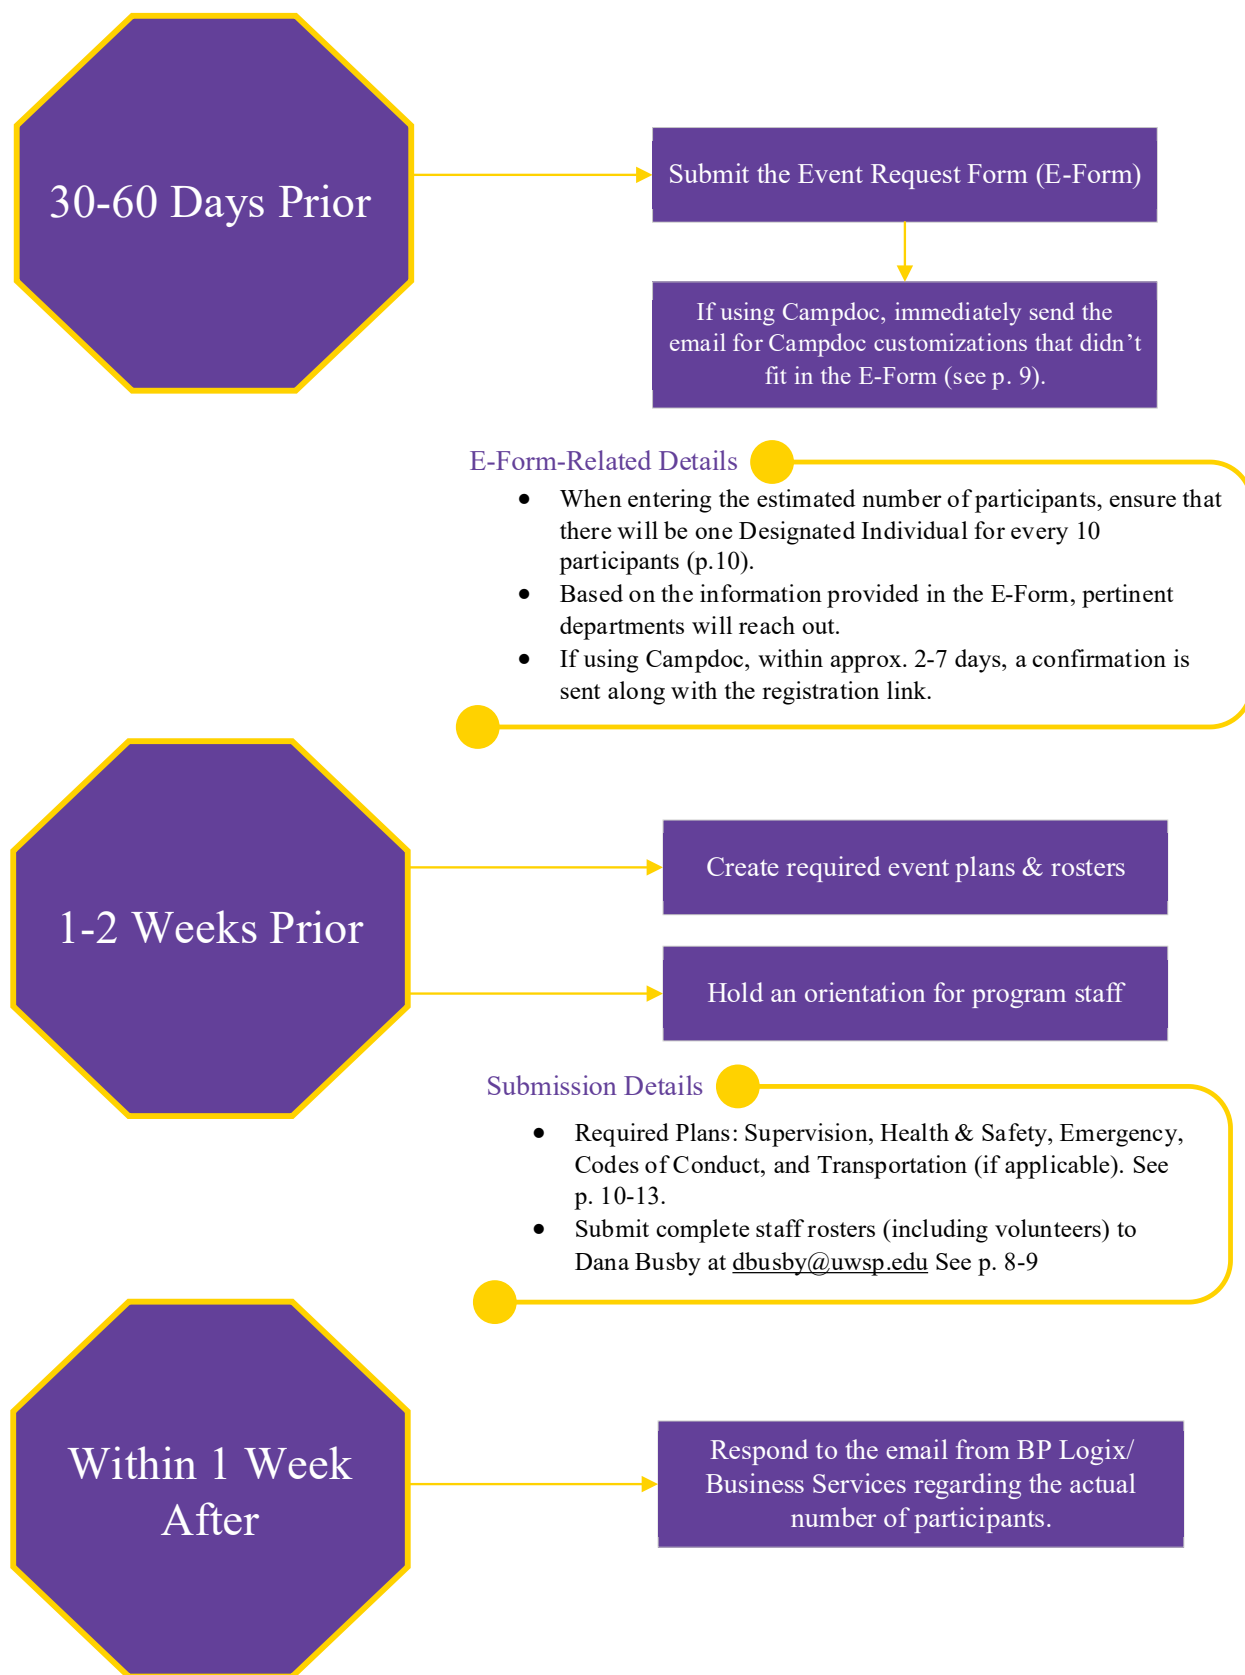 30-60 Days Prior
Submit the Event Request Form (E-Form)
If using Campdoc, immediately send the
email for Campdoc customizations that didn’t
fit in the E-Form (see p. 9).
E-Form-Related Details
• When entering the estimated number of participants, ensure that
there will be one Designated Individual for every 10
participants (p.10).
• Based on the information provided in the E-Form, pertinent
departments will reach out.
• If using Campdoc, within approx. 2-7 days, a confirmation is
sent along with the registration link.
1-2 Weeks Prior
Create required event plans & rosters
Hold an orientation for program staff
Submission Details
• Required Plans: Supervision, Health & Safety, Emergency,
Codes of Conduct, and Transportation (if applicable). See
p. 10-13.
• Submit complete staff rosters (including volunteers) to
Dana Busby at dbusby@uwsp.edu See p. 8-9
Within 1 Week
After
Respond to the email from BP Logix/
Business Services regarding the actual
number of participants.